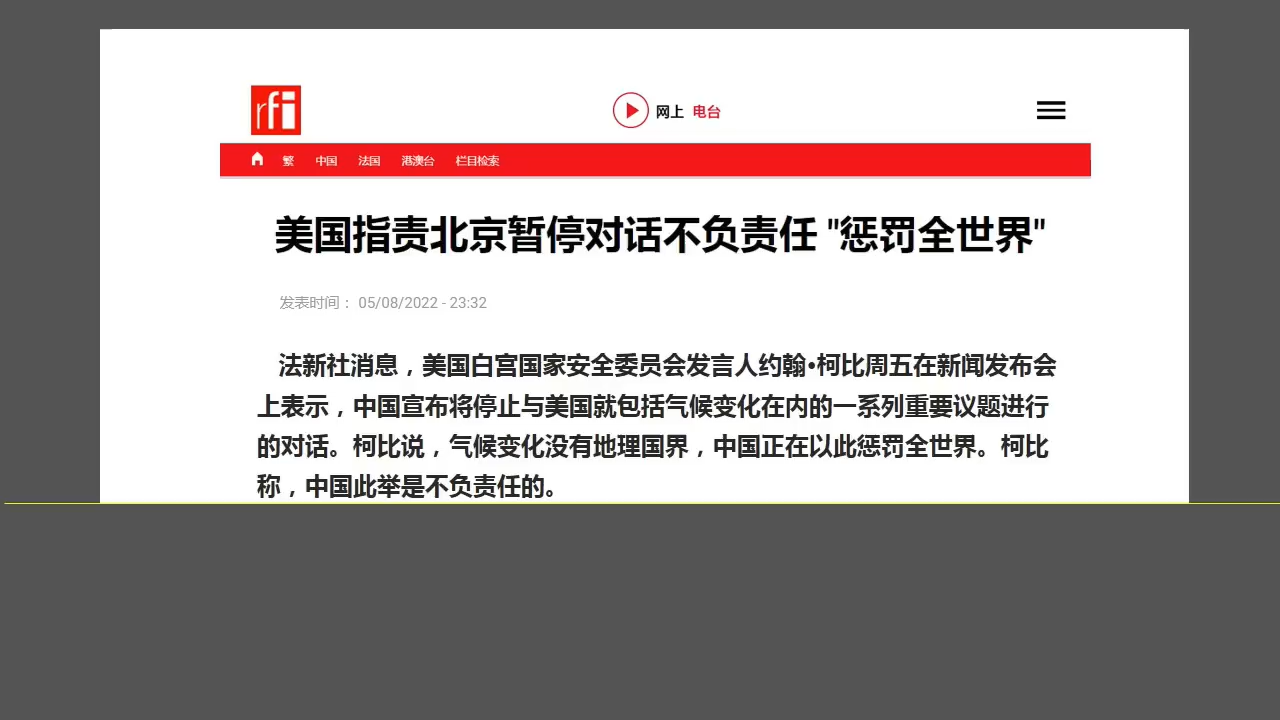 rfi
网上 电台
繁 中国 法国 港澳台 栏目检索
美国指责北京暂停对话不负责任 "惩罚全世界"
发表时间： 05/08/2022 - 23:32
法新社消息，美国白宫国家安全委员会发言人约翰•柯比周五在新闻发布会
上表示，中国宣布将停止与美国就包括气候变化在内的一系列重要议题进行
的对话。柯比说，气候变化没有地理国界，中国正在以此惩罚全世界。柯比
称，中国此举是不负责任的。